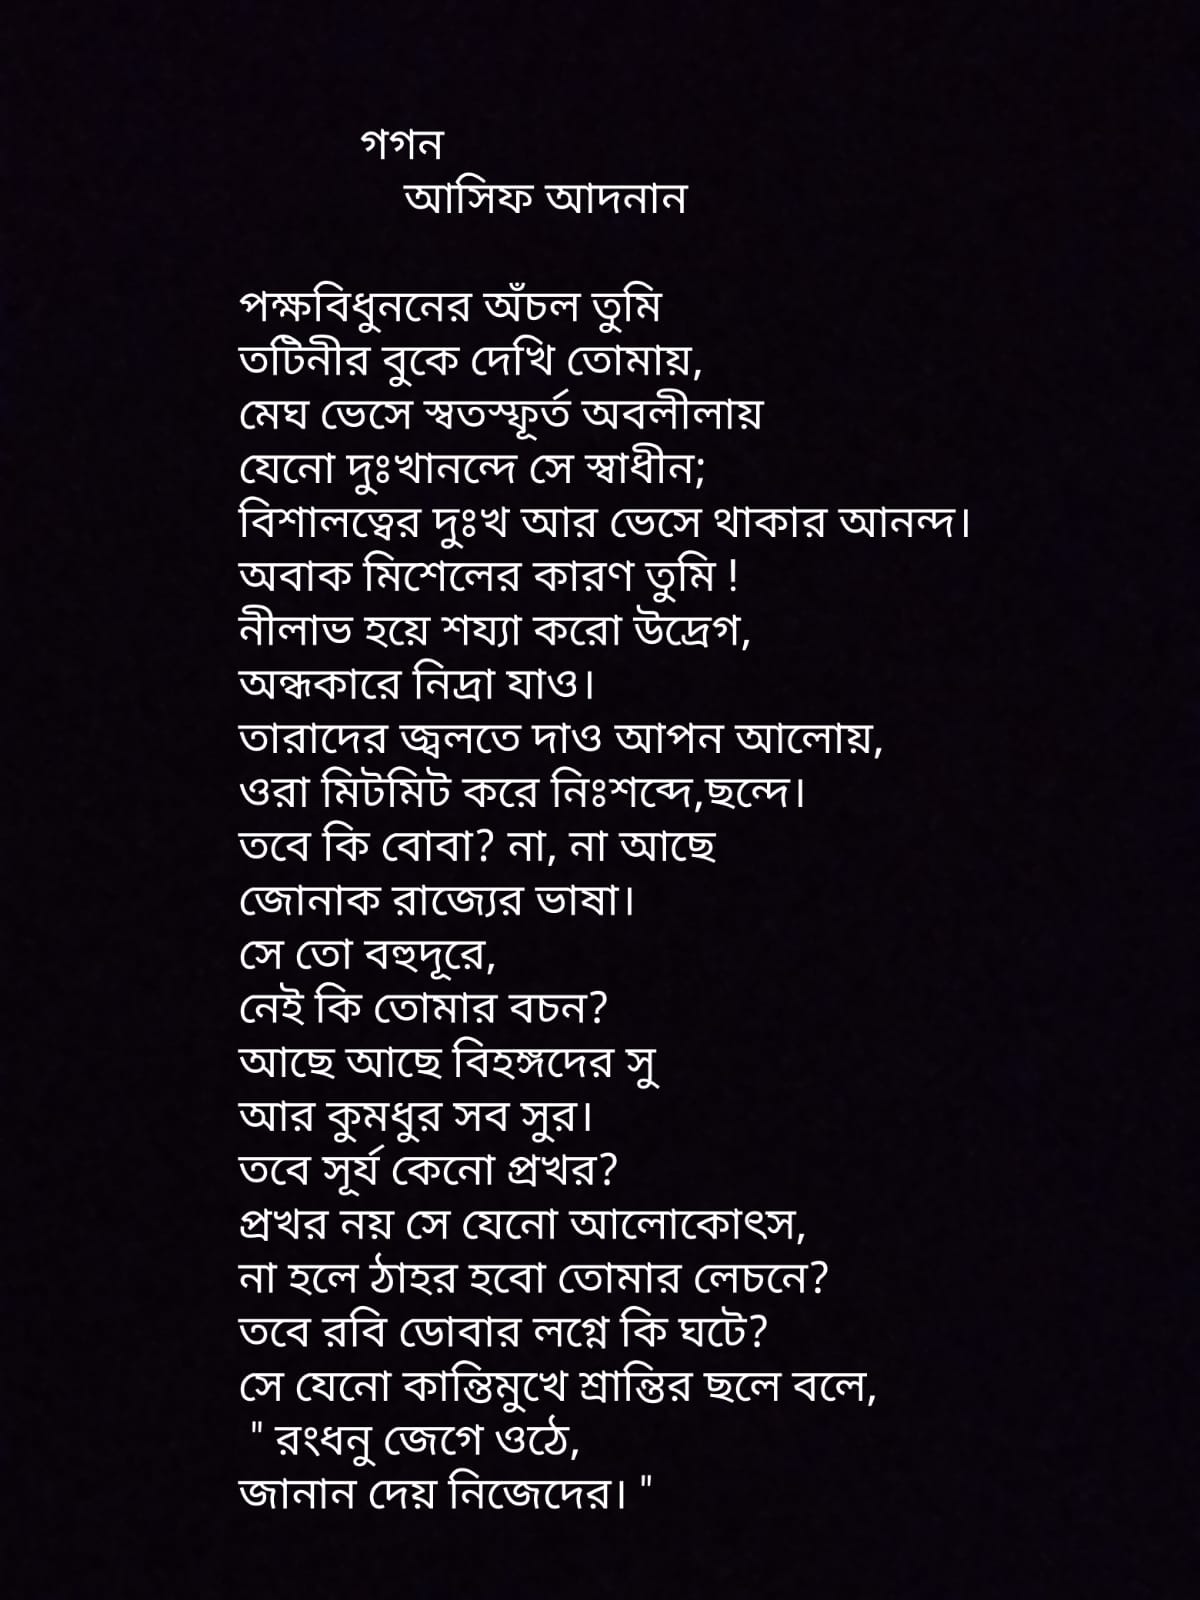 গগন
আসিফ আদনান
পক্ষবিধুননের অঁচল তুমি
তটিনীর বুকে দেখি তোমায়,
মেঘ ভেসে স্বতস্ফূর্ত অবলীলায়
যেনো দুঃখানন্দে সে স্বাধীন;
বিশালত্বের দুঃখ আর ভেসে থাকার আনন্দ।
অবাক মিশেলের কারণ তুমি !
নীলাভ হয়ে শয্যা করো উদ্রেগ,
অন্ধকারে নিদ্রা যাও।
তারাদের জ্বলতে দাও আপন আলোয়,
ওরা মিটমিট করে নিঃশব্দে,ছন্দে।
তবে কি বোবা? না, না আছে
জোনাক রাজ্যের ভাষা।
সে তো বহুদূরে,
নেই কি তোমার বচন?
আছে আছে বিহঙ্গদের সু
আর কুমধুর সব সুর।
তবে সূর্য কেনো প্রখর?
প্রখর নয় সে যেনো আলোকোৎস,
না হলে ঠাহর হবো তোমার লেচনে?
তবে রবি ডোবার লগ্নে কি ঘটে?
সে যেনো কান্তিমুখে শ্রান্তির ছলে বলে,
" রংধনু জেগে ওঠে,
জানান দেয় নিজেদের। "